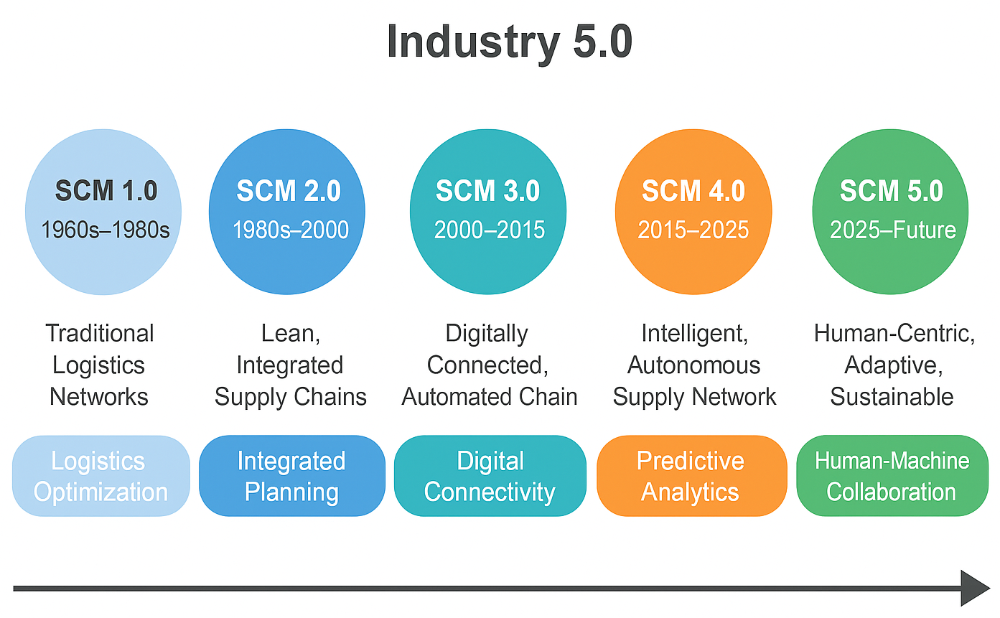 Industry 5.0
SCM 1.0
1960s–1980s
Traditional
Logistics
Networks
Logistics
Optimization
SCM 2.0
1980s–2000
Lean,
Integrated
Supply Chains
Integrated
Planning
SCM 3.0
2000–2015
Digitally
Connected,
Automated Chain
Digital
Connectivity
SCM 4.0
2015–2025
Intelligent,
Autonomous
Supply Network
Predictive
Analytics
SCM 5.0
2025–Future
Human-Centric,
Adaptive,
Sustainable
Human-Machine
Collaboration